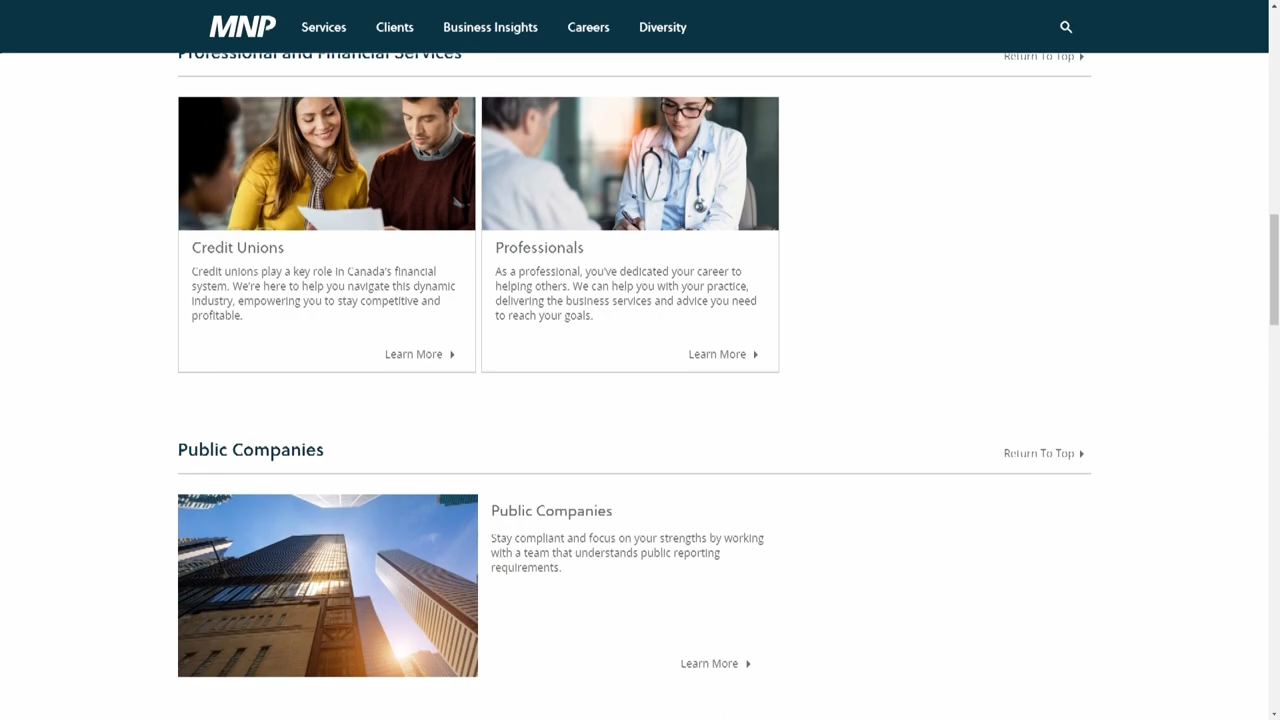 MNP
Services
Clients
Business Insights
Careers
Diversity
Professional and Financial Services
Return To Top
Credit Unions
Credit unions play a key role in Canada's financial
system. We're here to help you navigate this dynamic
industry, empowering you to stay competitive and
profitable.
Learn More
Professionals
As a professional, you've dedicated your career to
helping others. We can help you with your practice,
delivering the business services and advice you need
to reach your goals.
Learn More
Public Companies
Return To Top
Public Companies
Stay compliant and focus on your strengths by working
with a team that understands public reporting
requirements.
Learn More